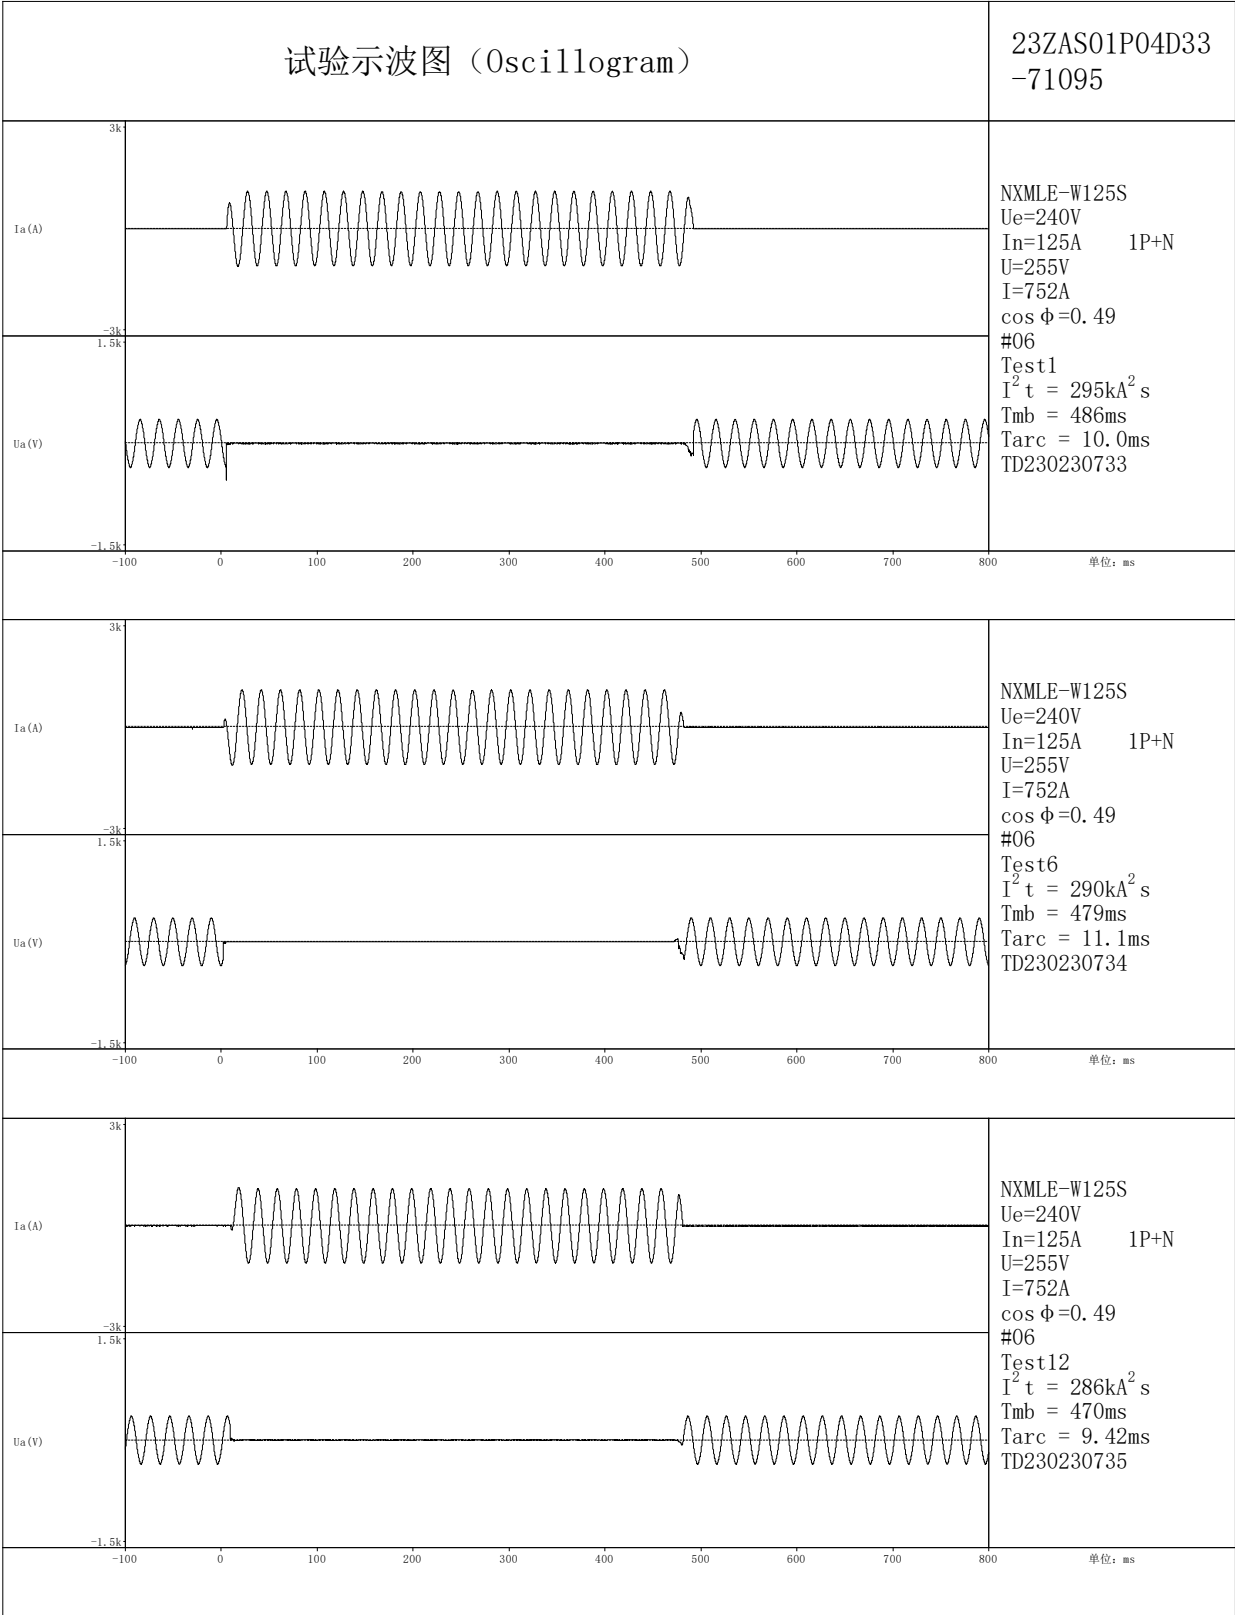 试验示波图（Oscillogram）
23ZAS01P04D33
-71095
3k
Ia(A)
-3k
1.5k
Ua(V)
-1.5k
-100 0 100 200 300 400 500 600 700 800 单位: ms
NXMLE-W125S
Ue=240V
In=125A 1P+N
U=255V
I=752A
cosφ=0.49
#06
Test1
I²t = 295kA²s
Tmb = 486ms
Tarc = 10.0ms
TD230230733
3k
Ia(A)
-3k
1.5k
Ua(V)
-1.5k
-100 0 100 200 300 400 500 600 700 800 单位: ms
NXMLE-W125S
Ue=240V
In=125A 1P+N
U=255V
I=752A
cosφ=0.49
#06
Test6
I²t = 290kA²s
Tmb = 479ms
Tarc = 11.1ms
TD230230734
3k
Ia(A)
-3k
1.5k
Ua(V)
-1.5k
-100 0 100 200 300 400 500 600 700 800 单位: ms
NXMLE-W125S
Ue=240V
In=125A 1P+N
U=255V
I=752A
cosφ=0.49
#06
Test12
I²t = 286kA²s
Tmb = 470ms
Tarc = 9.42ms
TD230230735